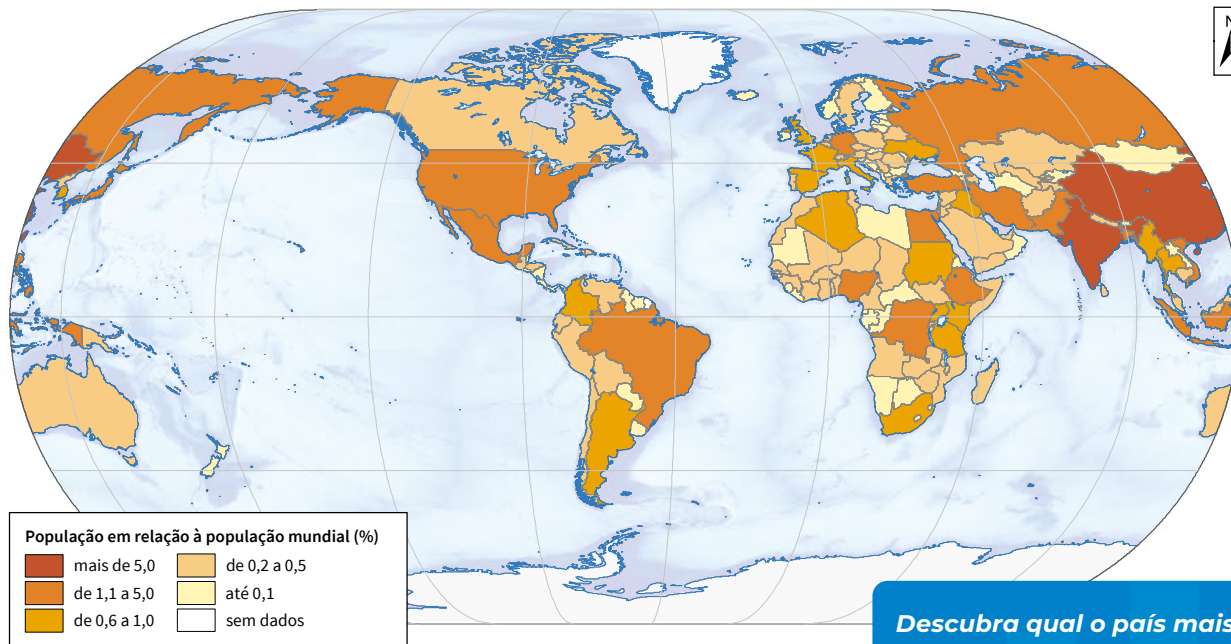 N
População em relação à população mundial (%)
mais de 5,0
de 1,1 a 5,0
de 0,6 a 1,0
de 0,2 a 0,5
até 0,1
sem dados
Descubra qual o país mais